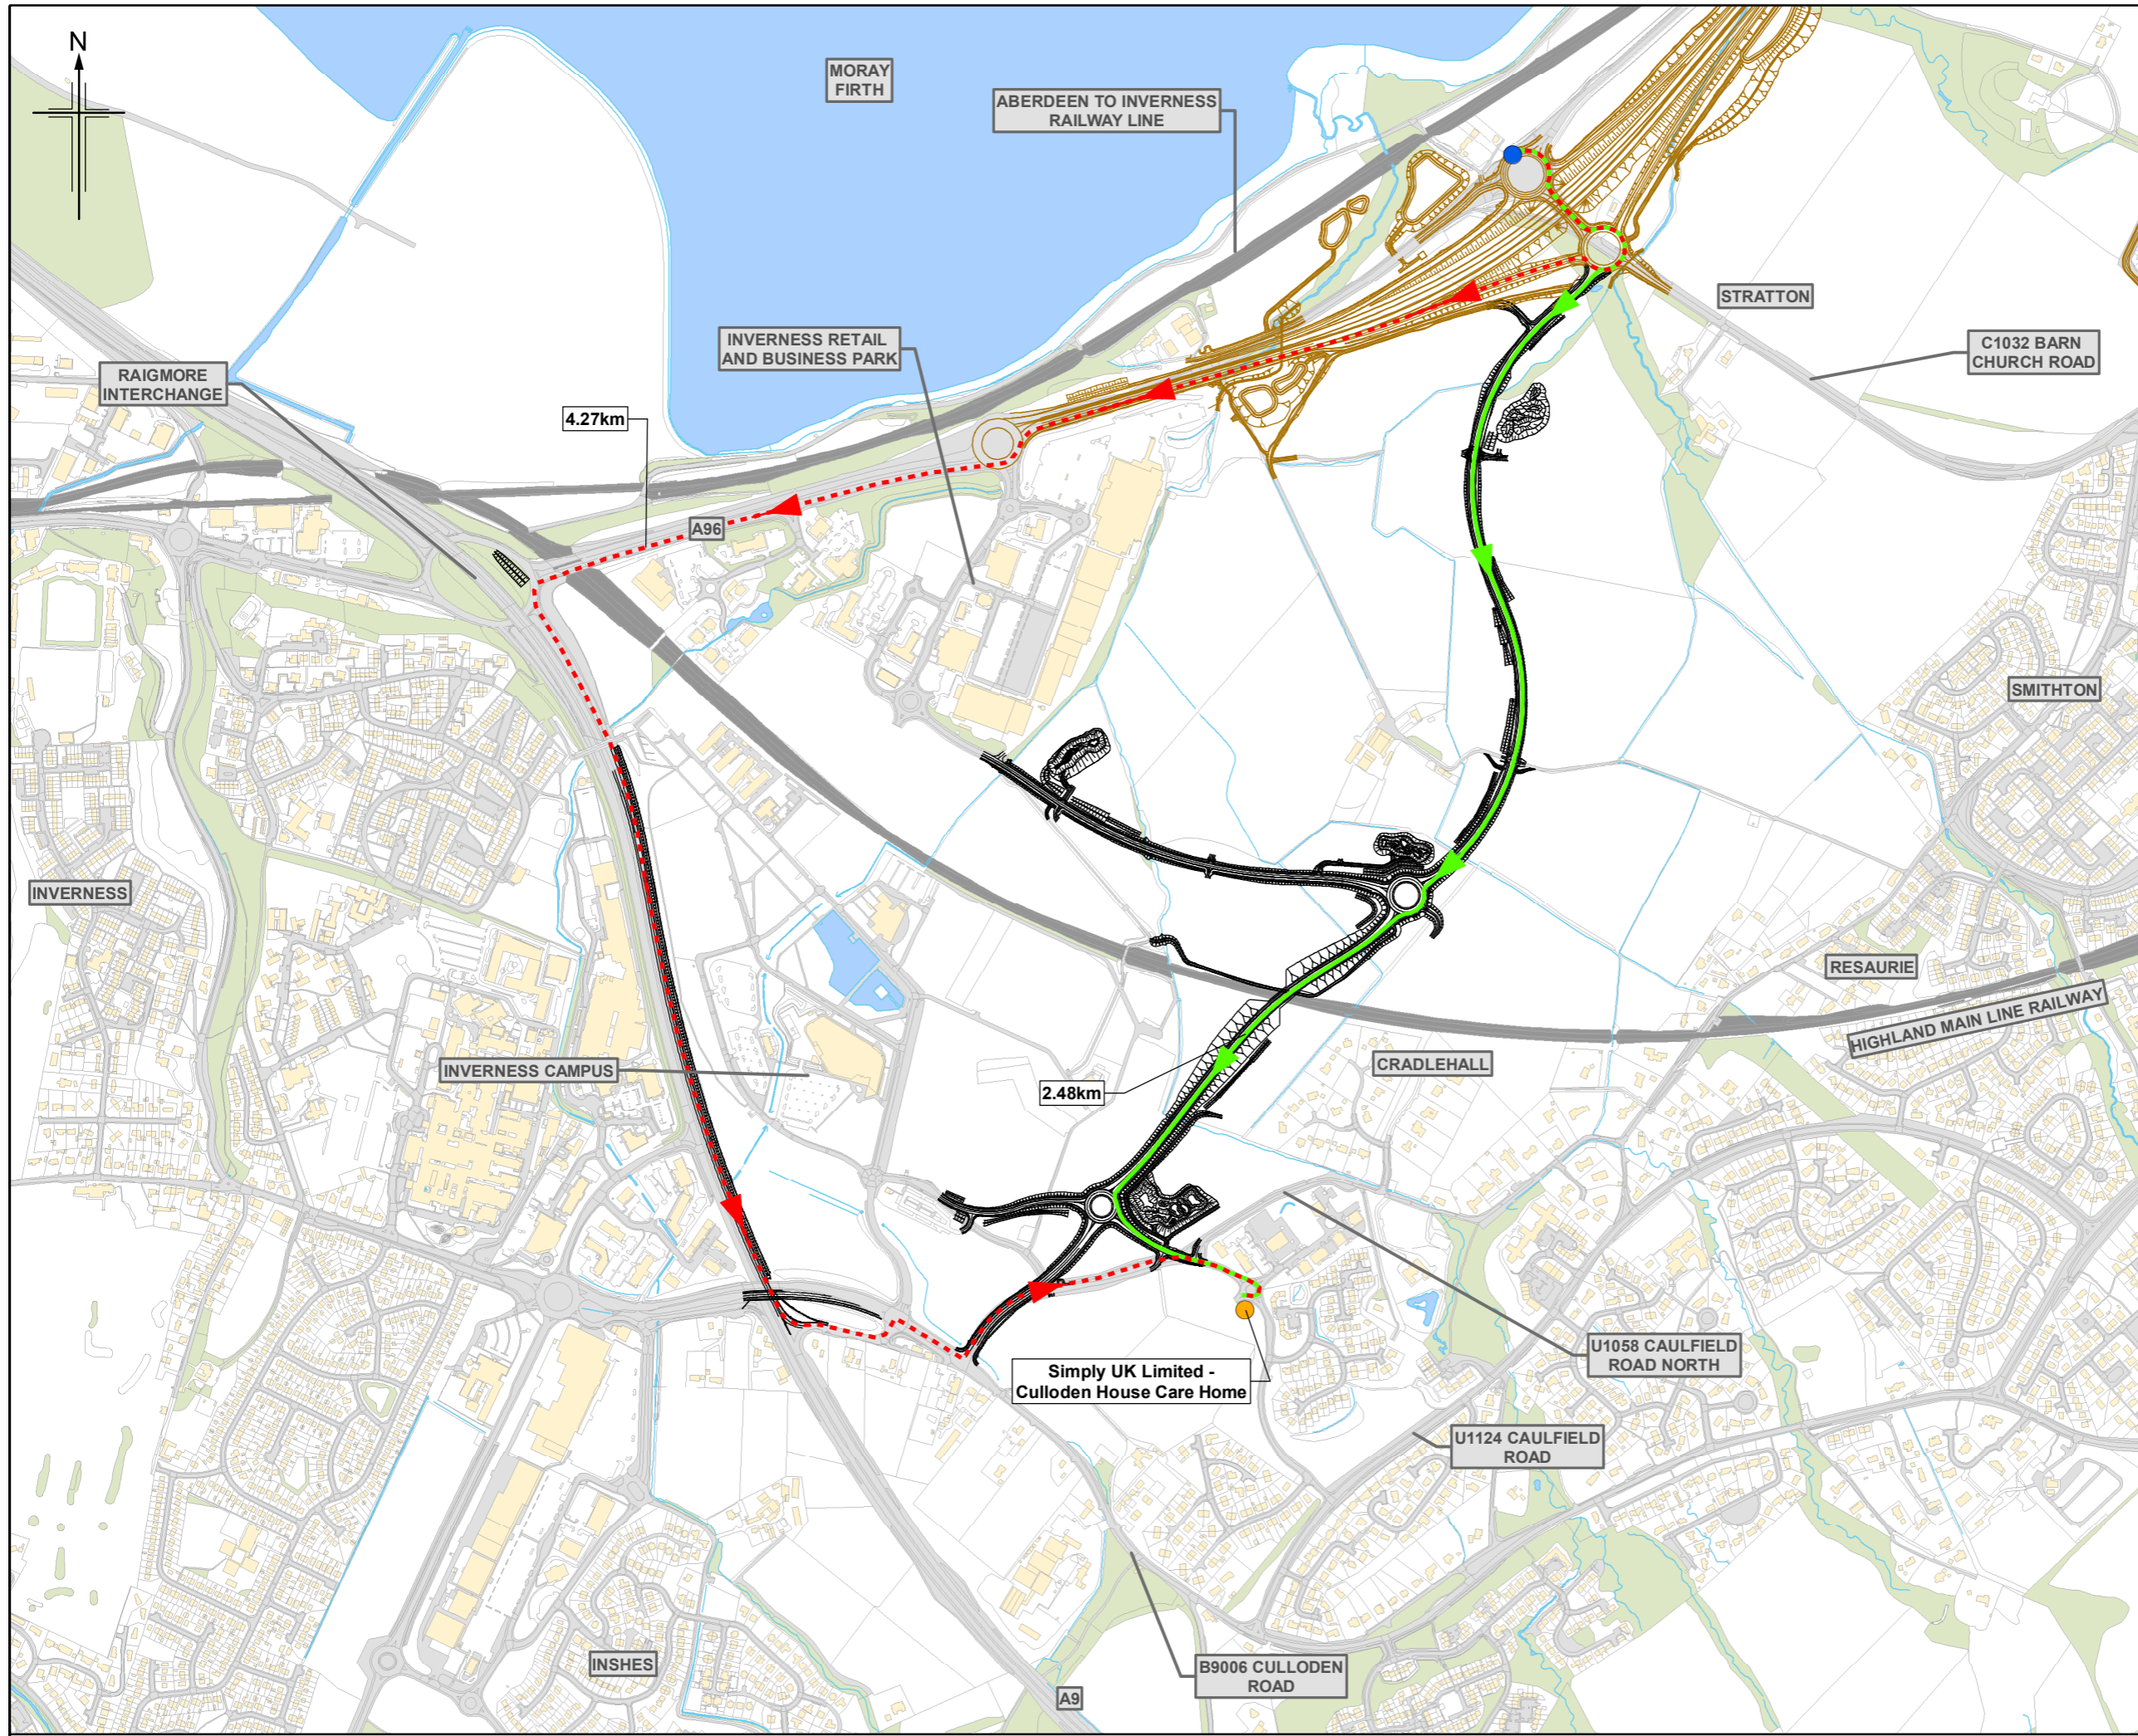 N
MORAY
FIRTH
ABERDEEN TO INVERNESS
RAILWAY LINE
STRATTON
C1032 BARN
CHURCH ROAD
INVERNESS RETAIL
AND BUSINESS PARK
RAIGMORE
INTERCHANGE
4.27km
A96
SMITHTON
INVERNESS
RESAURIE
HIGHLAND MAIN LINE RAILWAY
INVERNESS CAMPUS
CRADLEHALL
2.48km
Simply UK Limited -
Culloden House Care Home
U1058 CAULFIELD
ROAD NORTH
U1124 CAULFIELD
ROAD
INSHES
B9006 CULLODEN
ROAD
A9